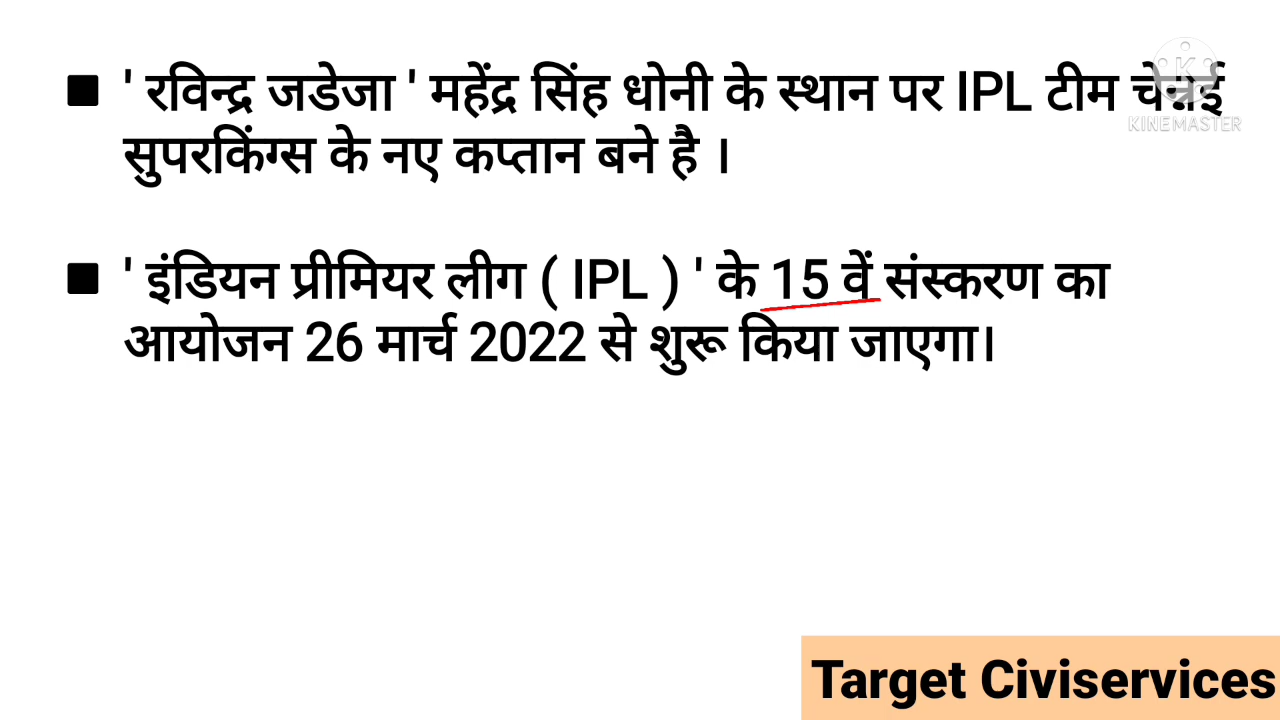 ■ ' रविन्द्र जडेजा ' महेंद्र सिंह धोनी के स्थान पर IPL टीम चेन्नई
सुपरकिंग्स के नए कप्तान बने है ।
■ ' इंडियन प्रीमियर लीग ( IPL ) ' के 15 वें संस्करण का
आयोजन 26 मार्च 2022 से शुरू किया जाएगा।
K
KINEMASTER
Target Civiservices